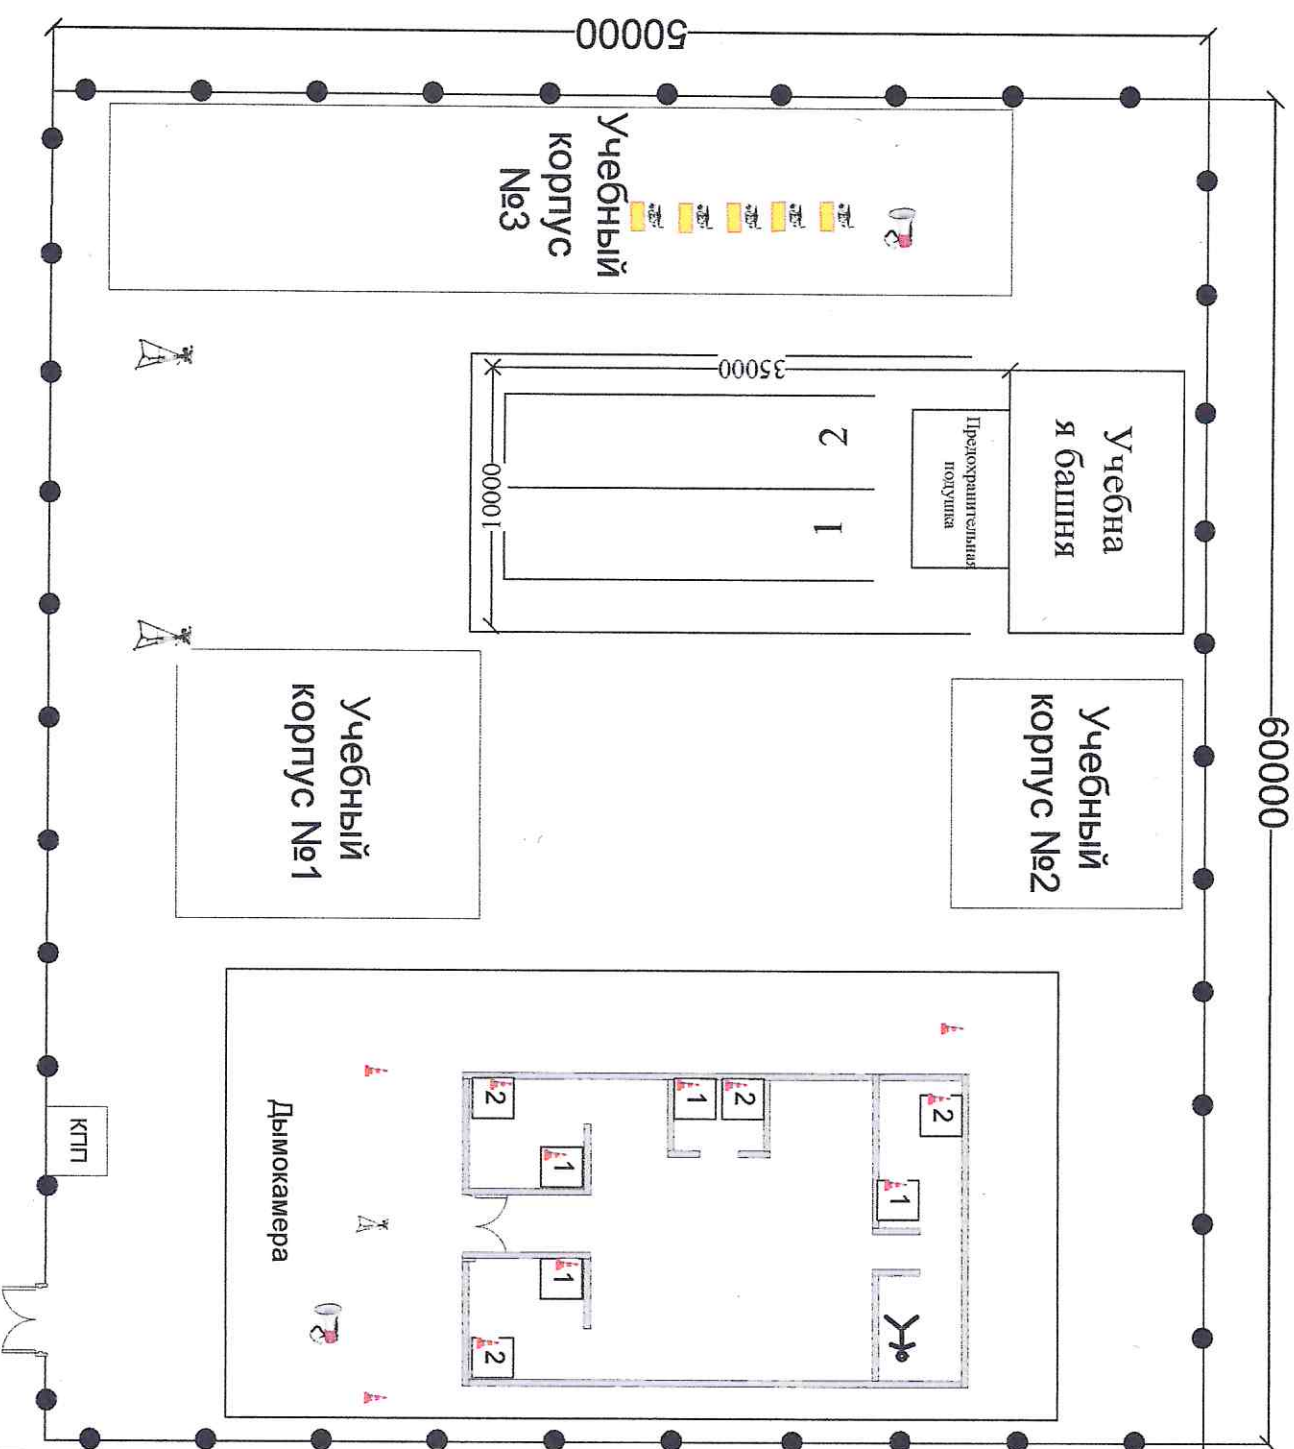 50000
60000
Учебный
корпус
№3
35000
10000
2
1
Предохранительная
подушка
Учебна
я башня
Учебный
корпус №1
Учебный
корпус №2
Дымокамера
КПП
2
1
1
2
2
1
1
2